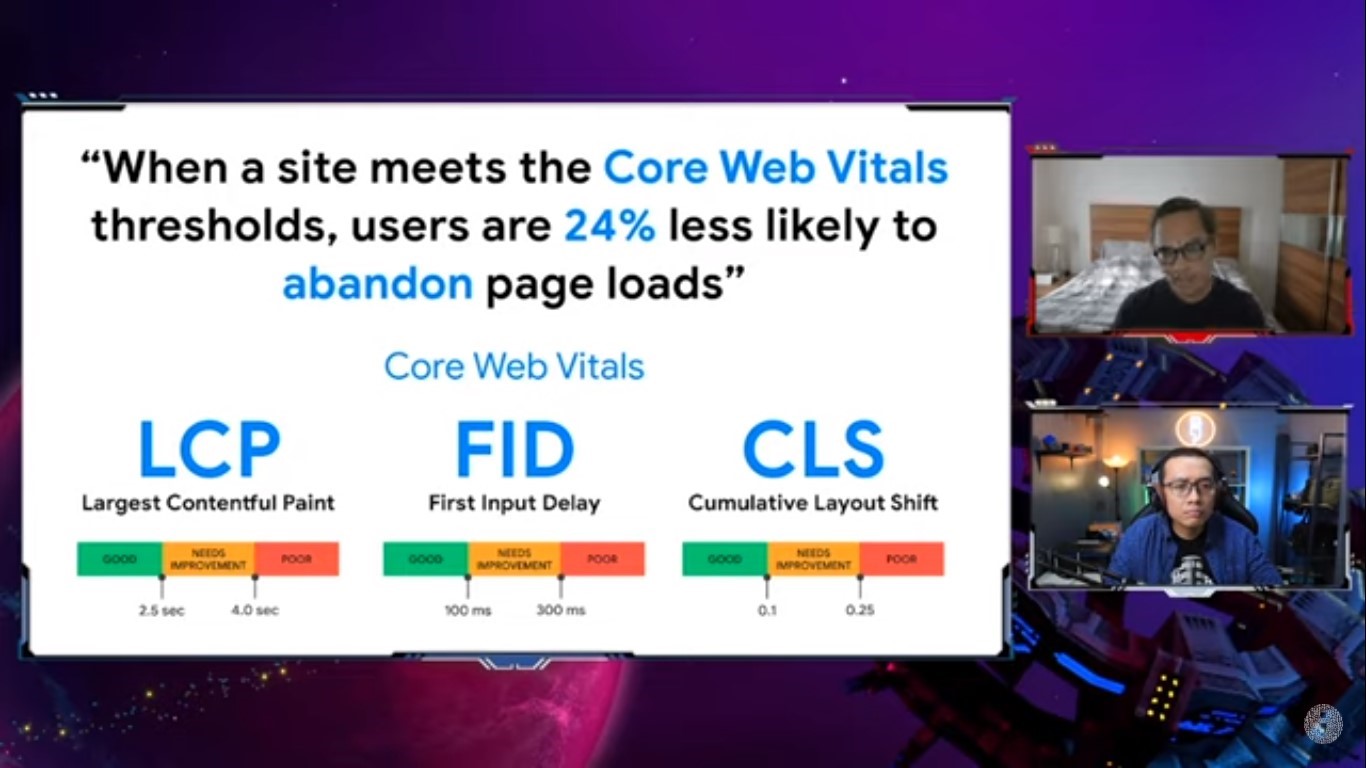 “When a site meets the Core Web Vitals
thresholds, users are 24% less likely to
abandon page loads”
Core Web Vitals
LCP
Largest Contentful Paint
GOOD
NEEDS
IMPROVEMENT
POOR
2.5 sec
4.0 sec
FID
First Input Delay
GOOD
NEEDS
IMPROVEMENT
POOR
100 ms
300 ms
CLS
Cumulative Layout Shift
GOOD
NEEDS
IMPROVEMENT
POOR
0.1
0.25